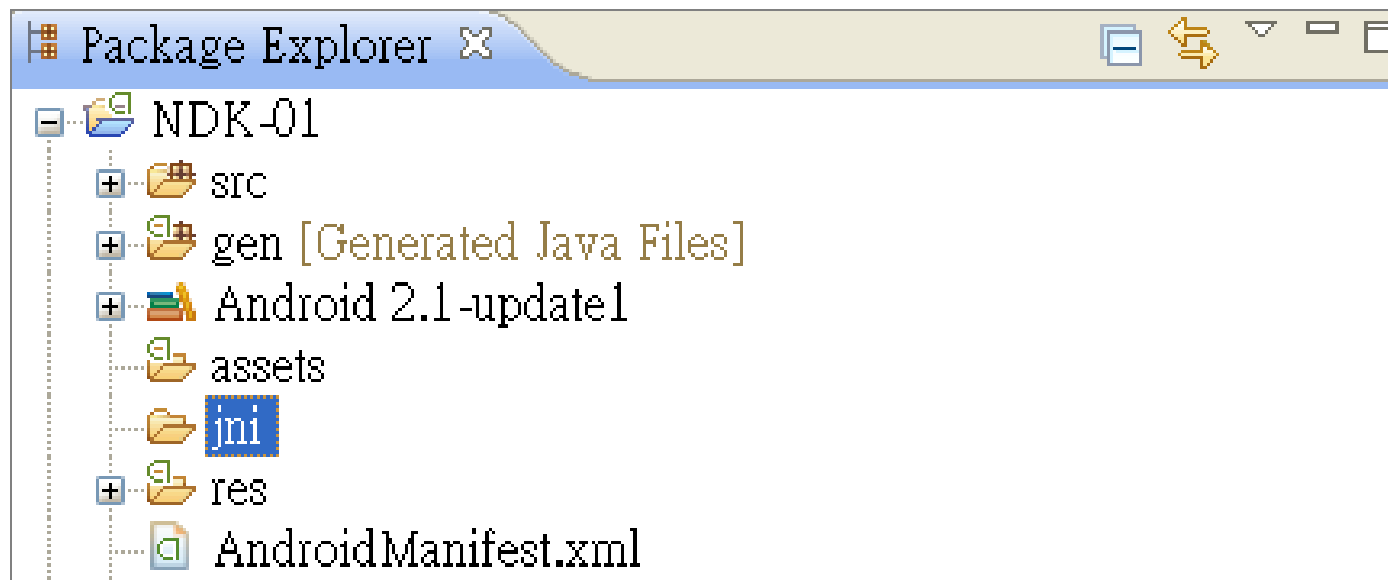 Package Explorer
NDK-01
src
gen [Generated Java Files]
Android 2.1-update1
assets
jni
res
AndroidManifest.xml